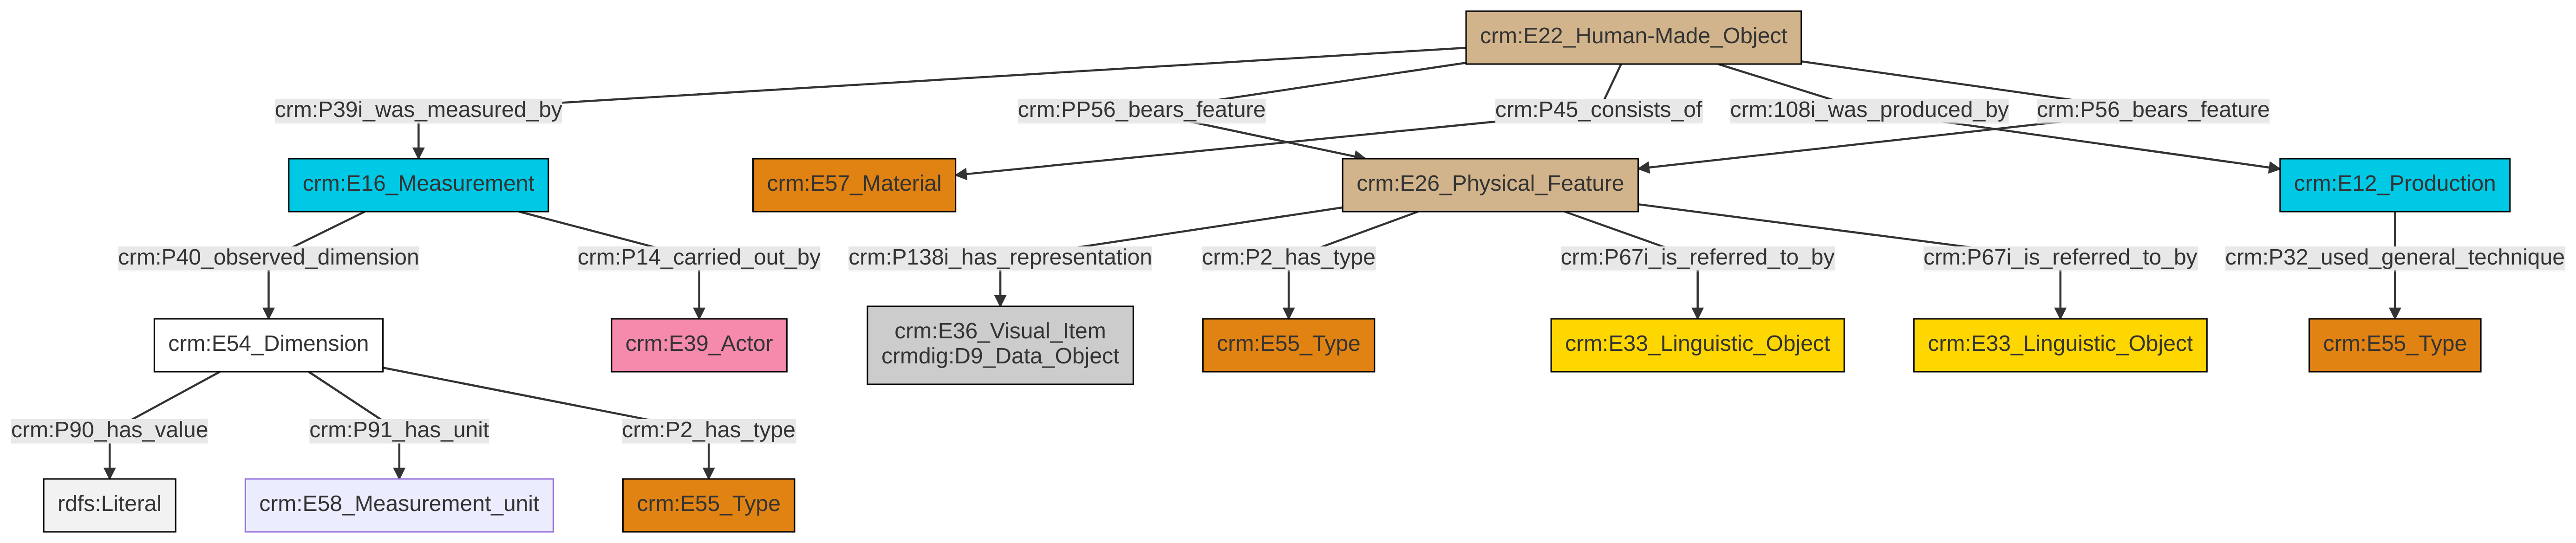 crm:E22_Human-Made_Object
crm:P39i_was_measured_by
crm:PP56_bears_feature
crm:P45_consists_of
crm:108i_was_produced_by
crm:P56_bears_feature
crm:E16_Measurement
crm:E57_Material
crm:E26_Physical_Feature
crm:E12_Production
crm:P40_observed_dimension
crm:P14_carried_out_by
crm:P138i_has_representation
crm:P2_has_type
crm:P67i_is_referred_to_by
crm:P67i_is_referred_to_by
crm:P32_used_general_technique
crm:E54_Dimension
crm:E39_Actor
crm:E36_Visual_Item
crmdig:D9_Data_Object
crm:E55_Type
crm:E33_Linguistic_Object
crm:E33_Linguistic_Object
crm:E55_Type
crm:P90_has_value
crm:P91_has_unit
crm:P2_has_type
rdfs:Literal
crm:E58_Measurement_unit
crm:E55_Type